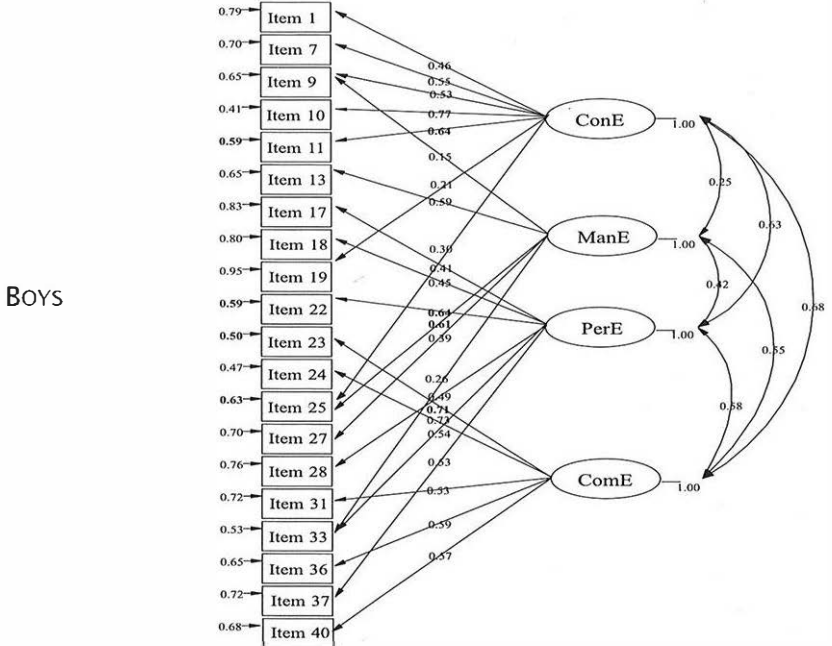 0.79 Item 1
0.70 Item 7
0.65 Item 9
0.41 Item 10
0.59 Item 11
0.65 Item 13
0.83 Item 17
0.80 Item 18
0.95 Item 19
0.59 Item 22
0.50 Item 23
0.47 Item 24
0.63 Item 25
0.70 Item 27
0.76 Item 28
0.72 Item 31
0.53 Item 33
0.65 Item 36
0.72 Item 37
0.68 Item 40
BOYS
0.46
0.55
0.53
0.77
0.64
0.15
0.21
0.59
0.30
0.41
0.45
0.64
0.61
0.39
0.26
0.49
0.71
0.73
0.54
0.53
0.53
0.59
0.57
ConE 1.00
ManE 1.00
PerE 1.00
ComE 1.00
0.25
0.63
0.42
0.68
0.55
0.58